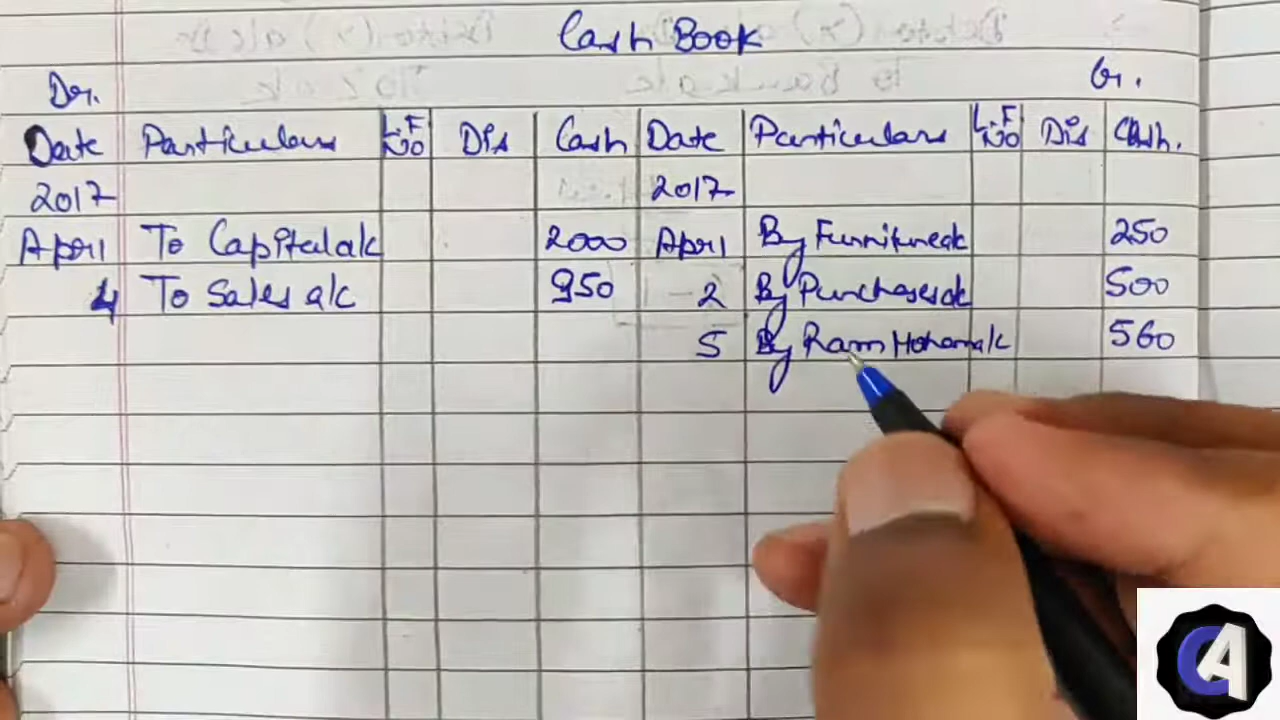 Cash Book
Dr. Cr.
Date Particulars L.F No Dis Cash Date Particulars L.F No Dis Cash.
2017 2017
April To Capital a/c 2000 April By Furniture a/c 250
4 To Sales a/c 950 2 By Purchases a/c 500
5 By Ram Mohan a/c 560
CA